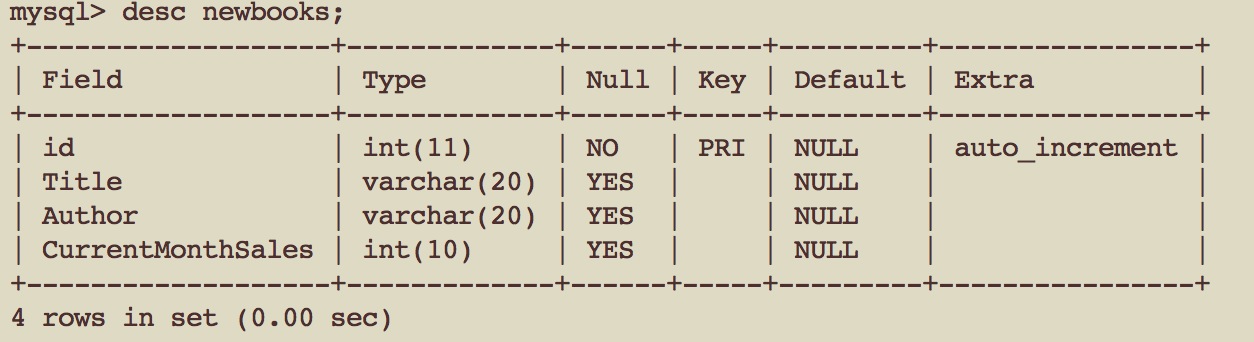 mysql> desc newbooks;
+-------------------+-------------+------+-----+---------+----------------+
| Field             | Type        | Null | Key | Default | Extra          |
+-------------------+-------------+------+-----+---------+----------------+
| id                | int(11)     | NO   | PRI | NULL    | auto_increment |
| Title             | varchar(20) | YES  |     | NULL    |                |
| Author            | varchar(20) | YES  |     | NULL    |                |
| CurrentMonthSales | int(10)     | YES  |     | NULL    |                |
+-------------------+-------------+------+-----+---------+----------------+
4 rows in set (0.00 sec)